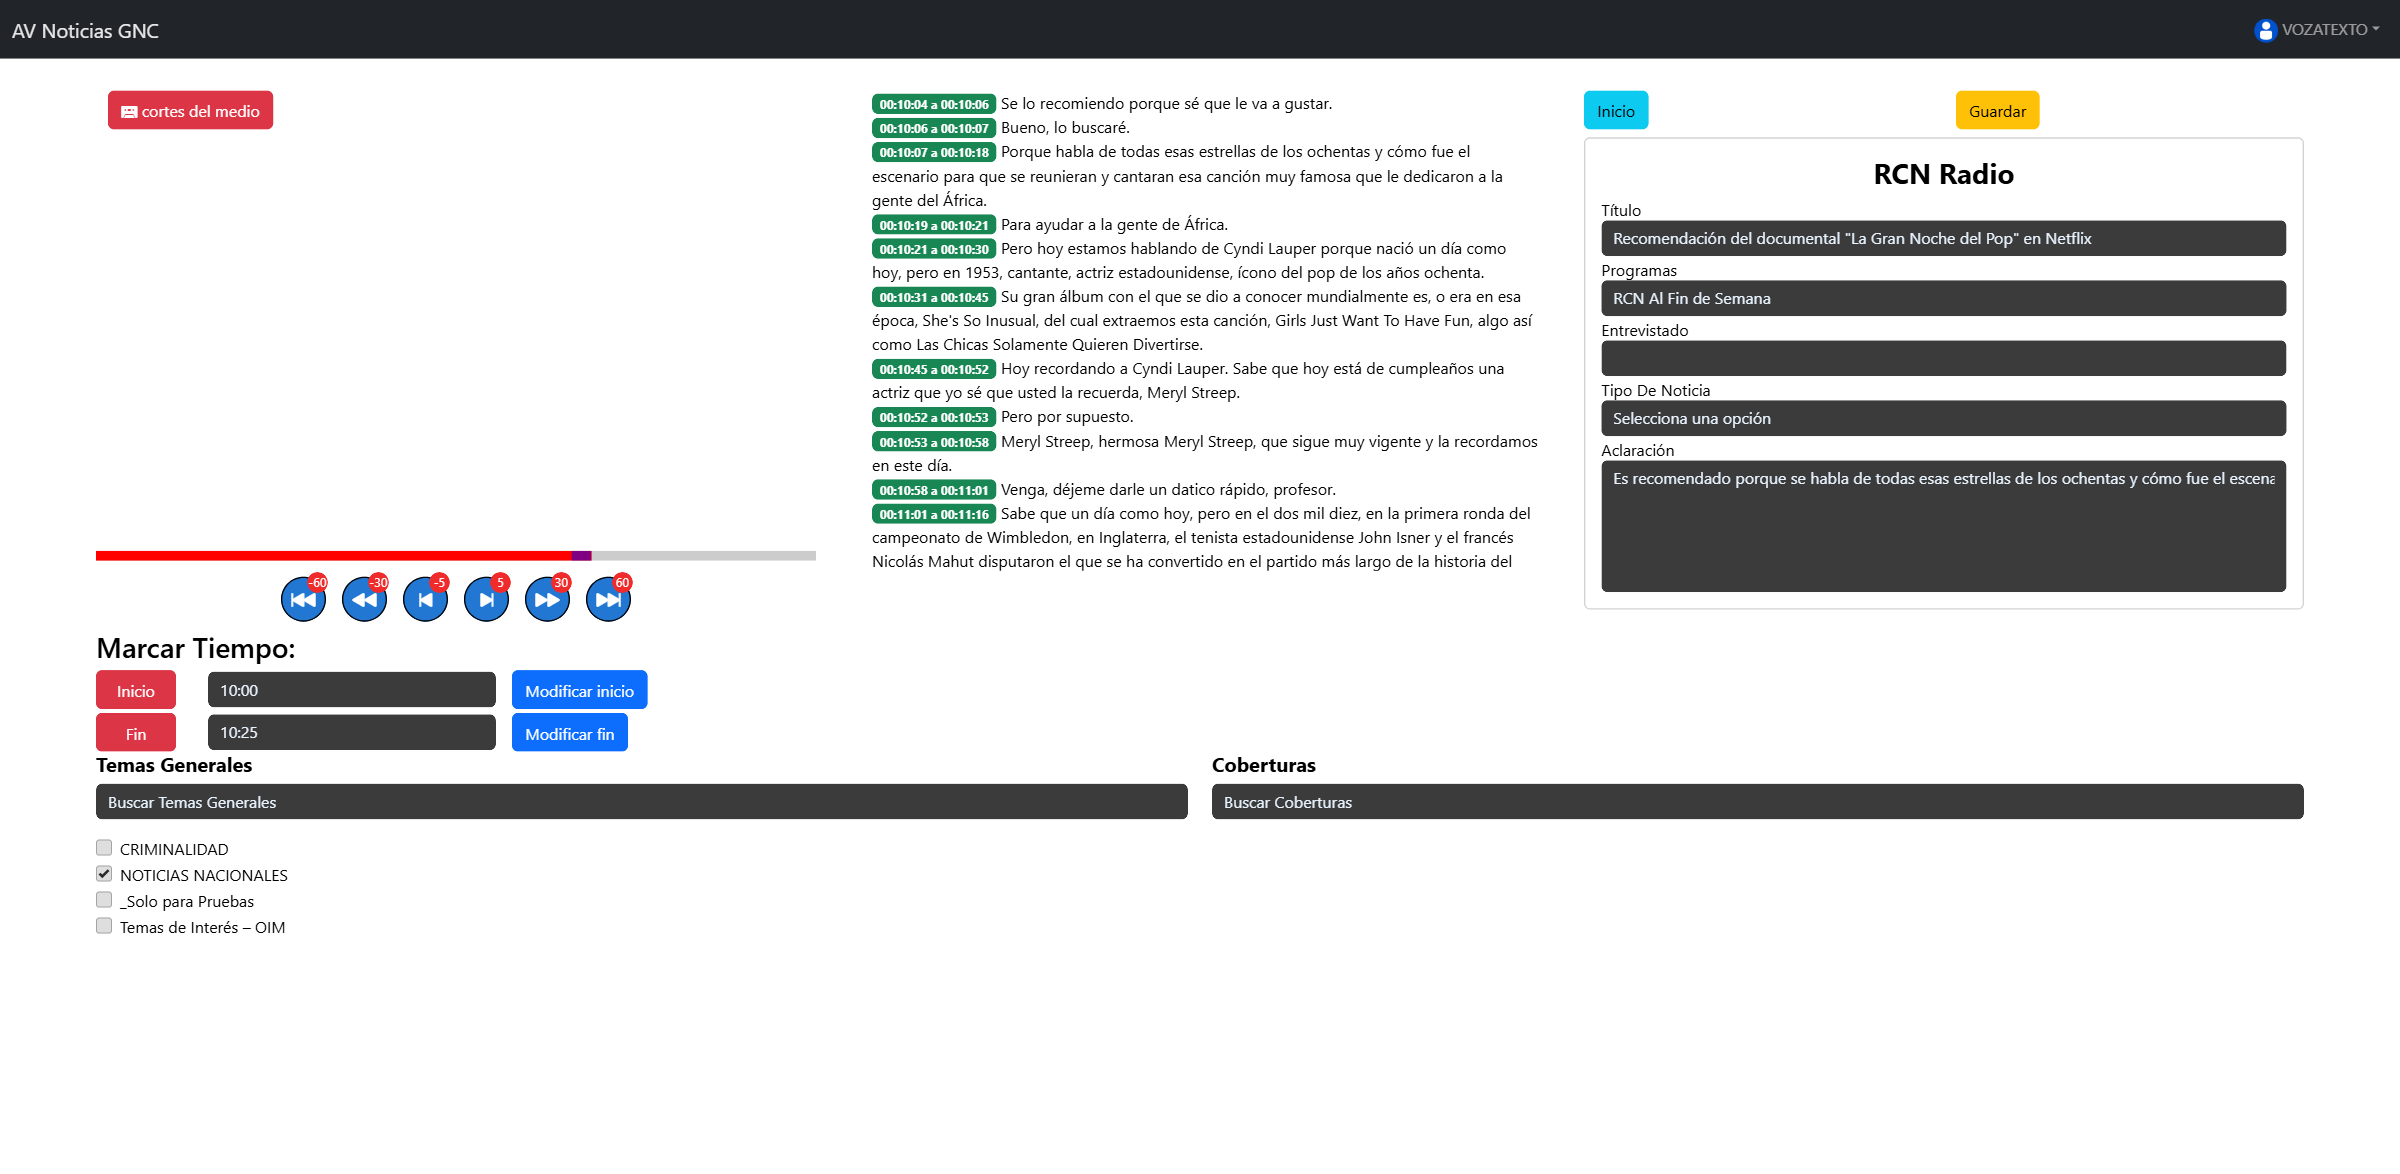 AV Noticias GNC
VOZATEXTO
cortes del medio
00:10:04 a 00:10:06 Se lo recomiendo porque sé que le va a gustar.
00:10:06 a 00:10:07 Bueno, lo buscaré.
00:10:07 a 00:10:18 Porque habla de todas esas estrellas de los ochentas y cómo fue el
escenario para que se reunieran y cantaran esa canción muy famosa que le dedicaron a la
gente del África.
00:10:19 a 00:10:21 Para ayudar a la gente de África.
00:10:21 a 00:10:30 Pero hoy estamos hablando de Cyndi Lauper porque nació un día como
hoy, pero en 1953, cantante, actriz estadounidense, ícono del pop de los años ochenta.
00:10:31 a 00:10:45 Su gran álbum con el que se dio a conocer mundialmente es, o era en esa
época, She's So Inusual, del cual extraemos esta canción, Girls Just Want To Have Fun, algo así
como Las Chicas Solamente Quieren Divertirse.
00:10:45 a 00:10:52 Hoy recordando a Cyndi Lauper. Sabe que hoy está de cumpleaños una
actriz que yo sé que usted la recuerda, Meryl Streep.
00:10:52 a 00:10:53 Pero por supuesto.
00:10:53 a 00:10:58 Meryl Streep, hermosa Meryl Streep, que sigue muy vigente y la recordamos
en este día.
00:10:58 a 00:11:01 Venga, déjeme darle un datico rápido, profesor.
00:11:01 a 00:11:16 Sabe que un día como hoy, pero en el dos mil diez, en la primera ronda del
campeonato de Wimbledon, en Inglaterra, el tenista estadounidense John Isner y el francés
Nicolás Mahut disputaron el que se ha convertido en el partido más largo de la historia del
Inicio
Guardar
RCN Radio
Título
Recomendación del documental "La Gran Noche del Pop" en Netflix
Programas
RCN Al Fin de Semana
Entrevistado
Tipo De Noticia
Selecciona una opción
Aclaración
Es recomendado porque se habla de todas esas estrellas de los ochentas y cómo fue el escena
-60 -30 -5 5 30 60
Marcar Tiempo:
Inicio 10:00 Modificar inicio
Fin 10:25 Modificar fin
Temas Generales
Buscar Temas Generales
CRIMINALIDAD
NOTICIAS NACIONALES
_Solo para Pruebas
Temas de Interés – OIM
Coberturas
Buscar Coberturas